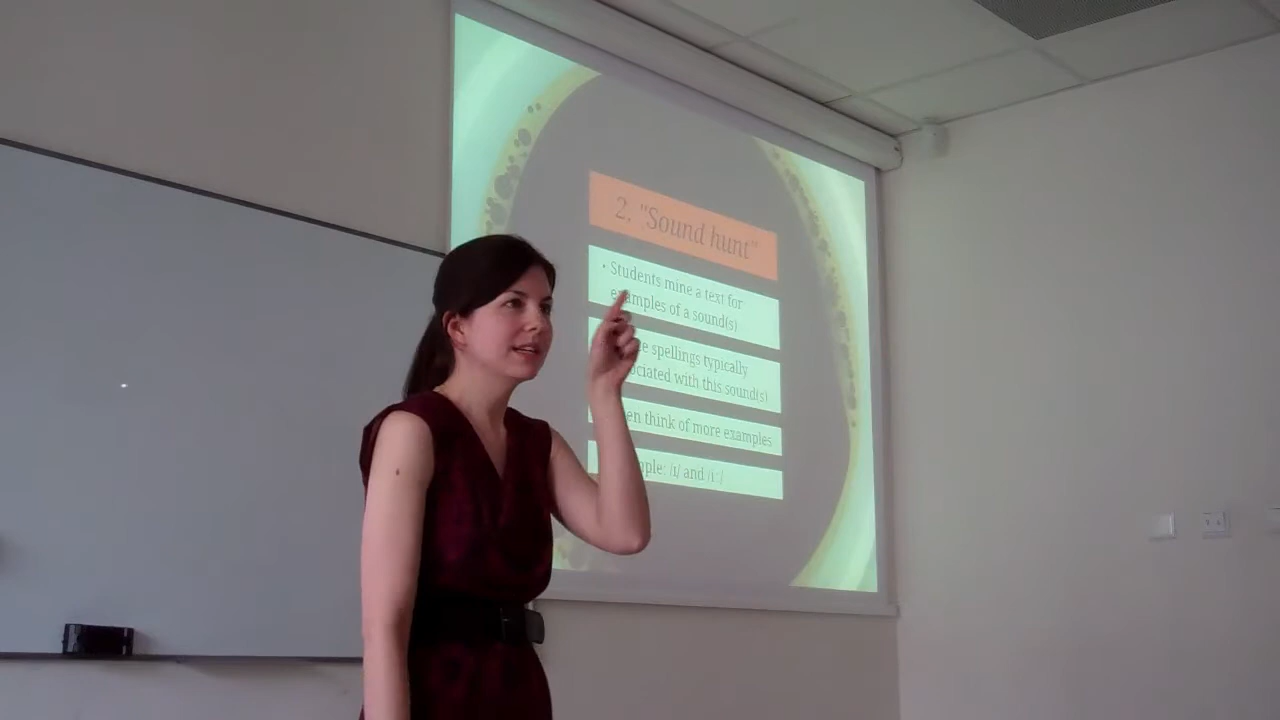 2. "Sound hunt"
• Students mine a text for
examples of a sound(s)
spellings typically
with this sound(s)
think of more examples
/ɪ/ and /iː/